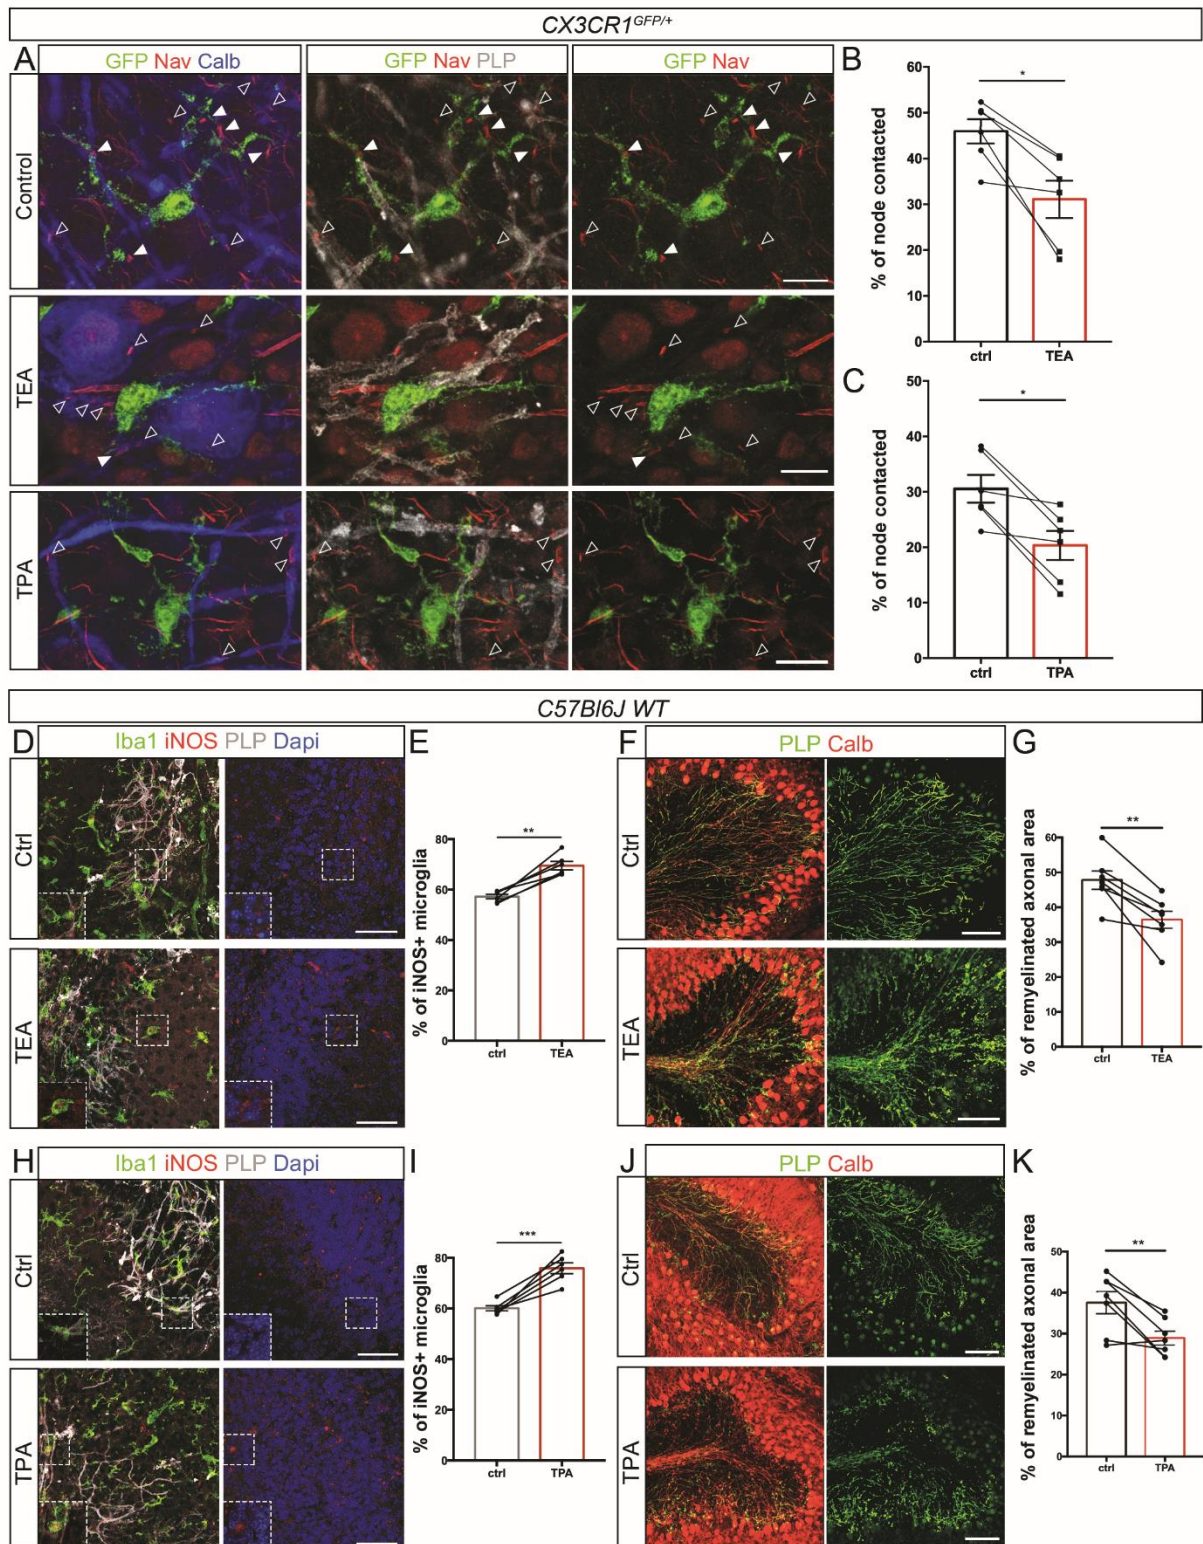 CX3CR1GFP/+
A
GFP Nav Calb
GFP Nav PLP
GFP Nav
Control
TEA
TPA
B
% of node contacted
60
50
40
30
20
10
0
*
ctrl
TEA
C
% of node contacted
50
40
30
20
10
0
*
ctrl
TPA
C57Bl6J WT
D
Iba1 iNOS PLP Dapi
Ctrl
TEA
E
% of iNOS+ microglia
80
60
40
20
0
**
ctrl
TEA
F
PLP Calb
Ctrl
TEA
G
% of remyelinated axonal area
60
50
40
30
20
10
0
**
ctrl
TEA
H
Iba1 iNOS PLP Dapi
Ctrl
TPA
I
% of iNOS+ microglia
80
60
40
20
0
***
ctrl
TPA
J
PLP Calb
Ctrl
TPA
K
% of remyelinated axonal area
50
40
30
20
10
0
**
ctrl
TPA